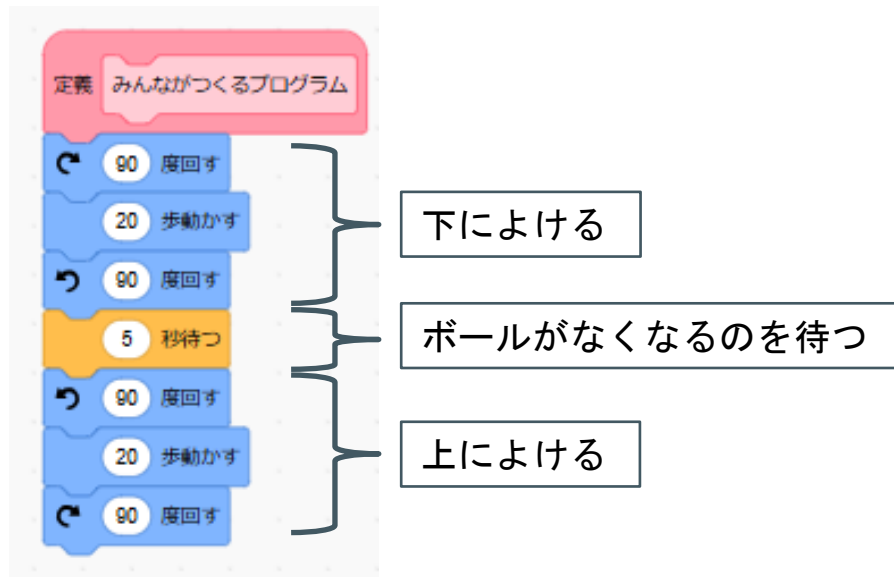 定義 みんながつくるプログラム
90 度回す
20 歩動かす
90 度回す
5 秒待つ
90 度回す
20 歩動かす
90 度回す
下によける
ボールがなくなるのを待つ
上によける